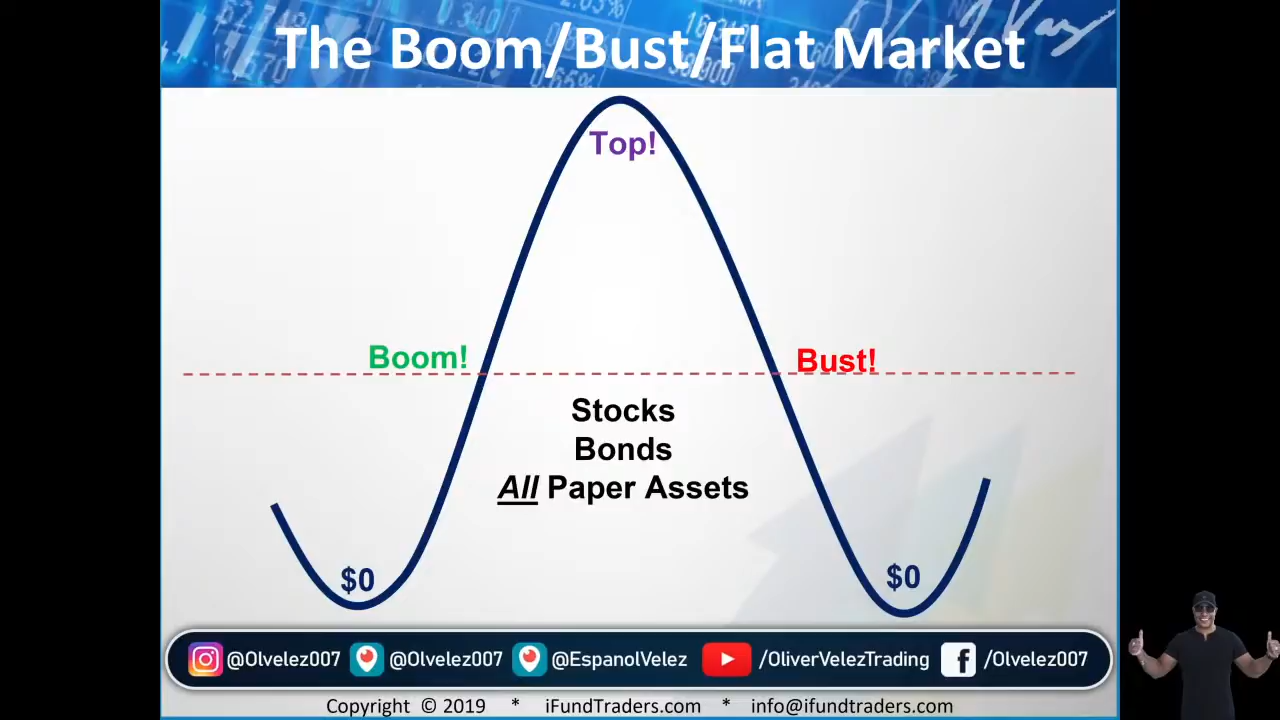 The Boom/Bust/Flat Market
Top!
Boom!
Bust!
Stocks
Bonds
All Paper Assets
$0
$0
@Olvelez007 @Olvelez007 @EspanolVelez /OliverVelezTrading /Olvelez007
Copyright © 2019 * iFundTraders.com * info@ifundtraders.com